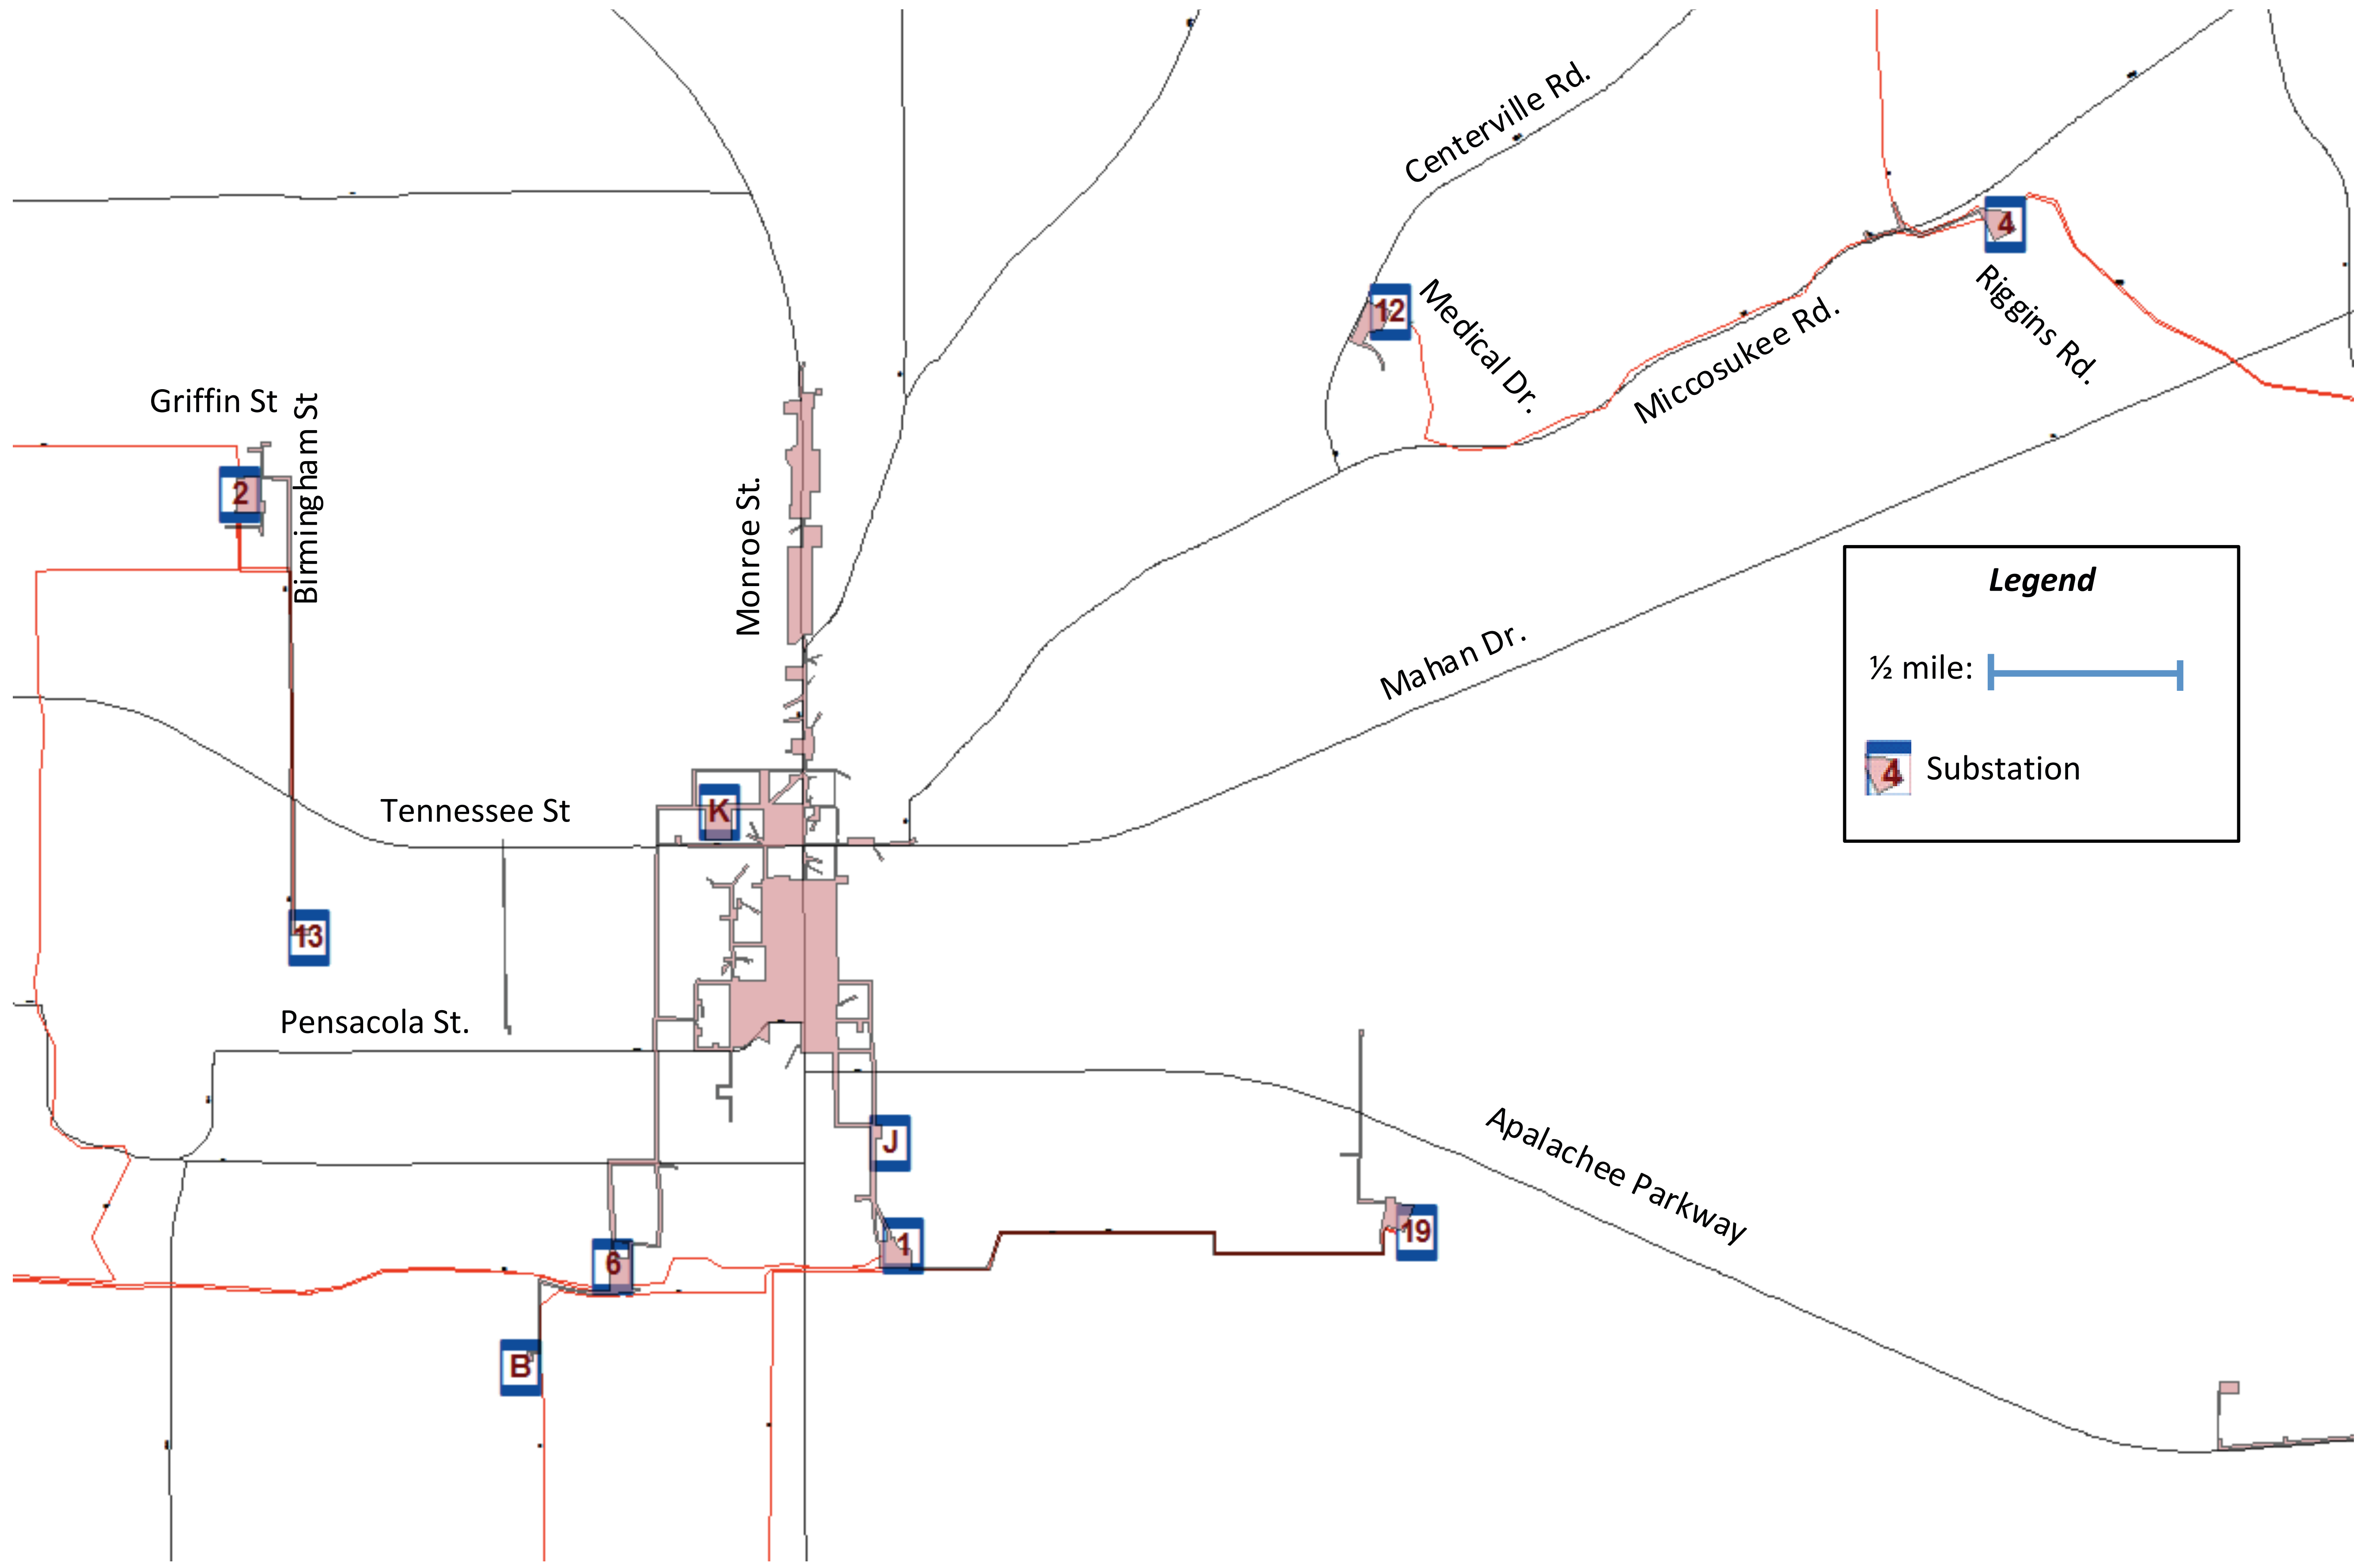 Centerville Rd.
4
12
Medical Dr.
Riggins Rd.
Miccosukee Rd.
Griffin St
Birmingham St
2
Monroe St.
Legend
½ mile:
4 Substation
Mahan Dr.
K
Tennessee St
13
Pensacola St.
J
Apalachee Parkway
1
19
6
B